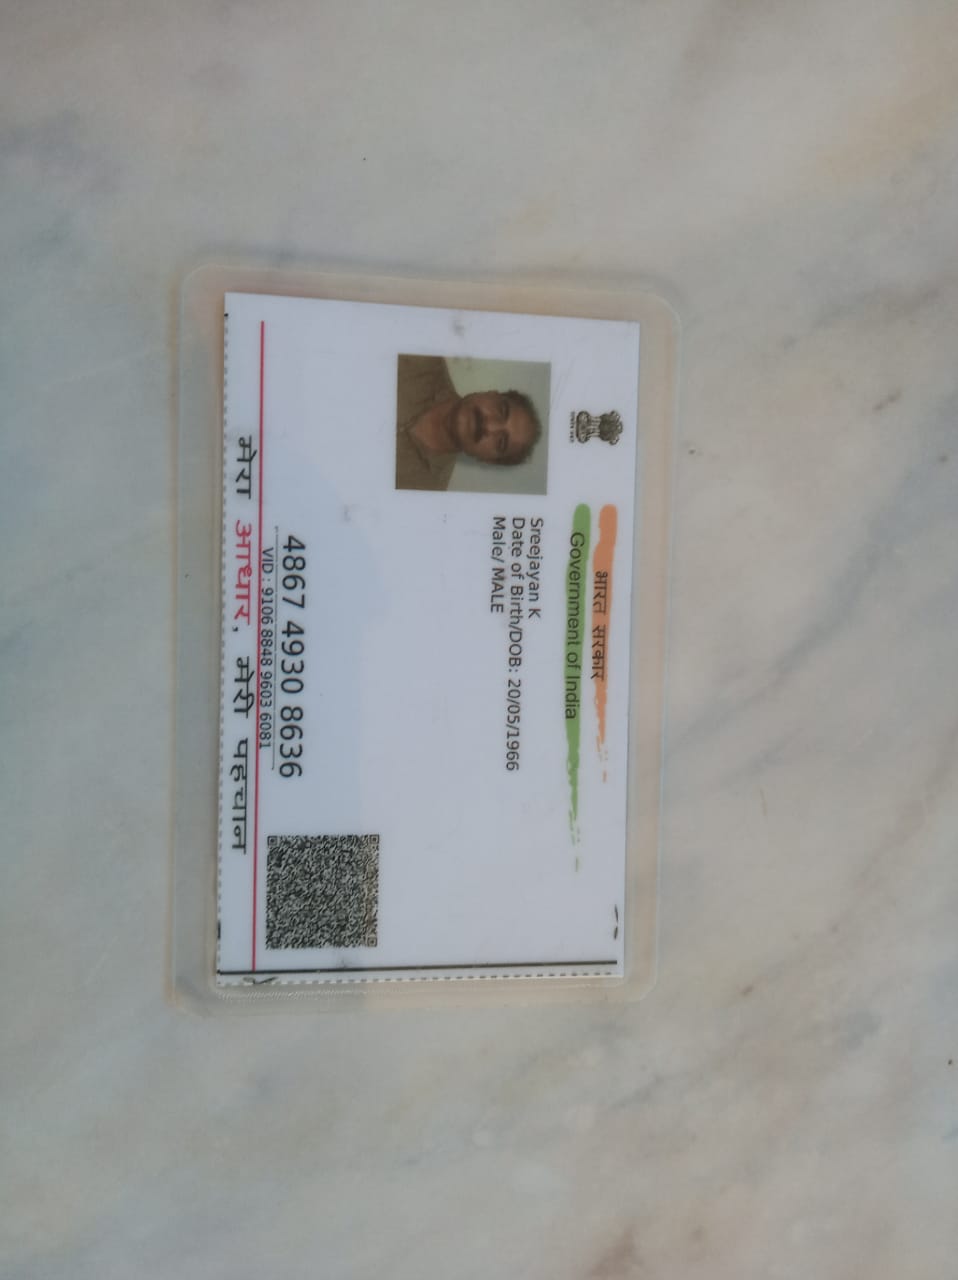 भारत सरकार
Government of India
Sreejayan K
Date of Birth/DOB: 20/05/1966
Male/ MALE
4867 4930 8636
VID : 9106 8848 9603 6081
मेरा आधार, मेरी पहचान